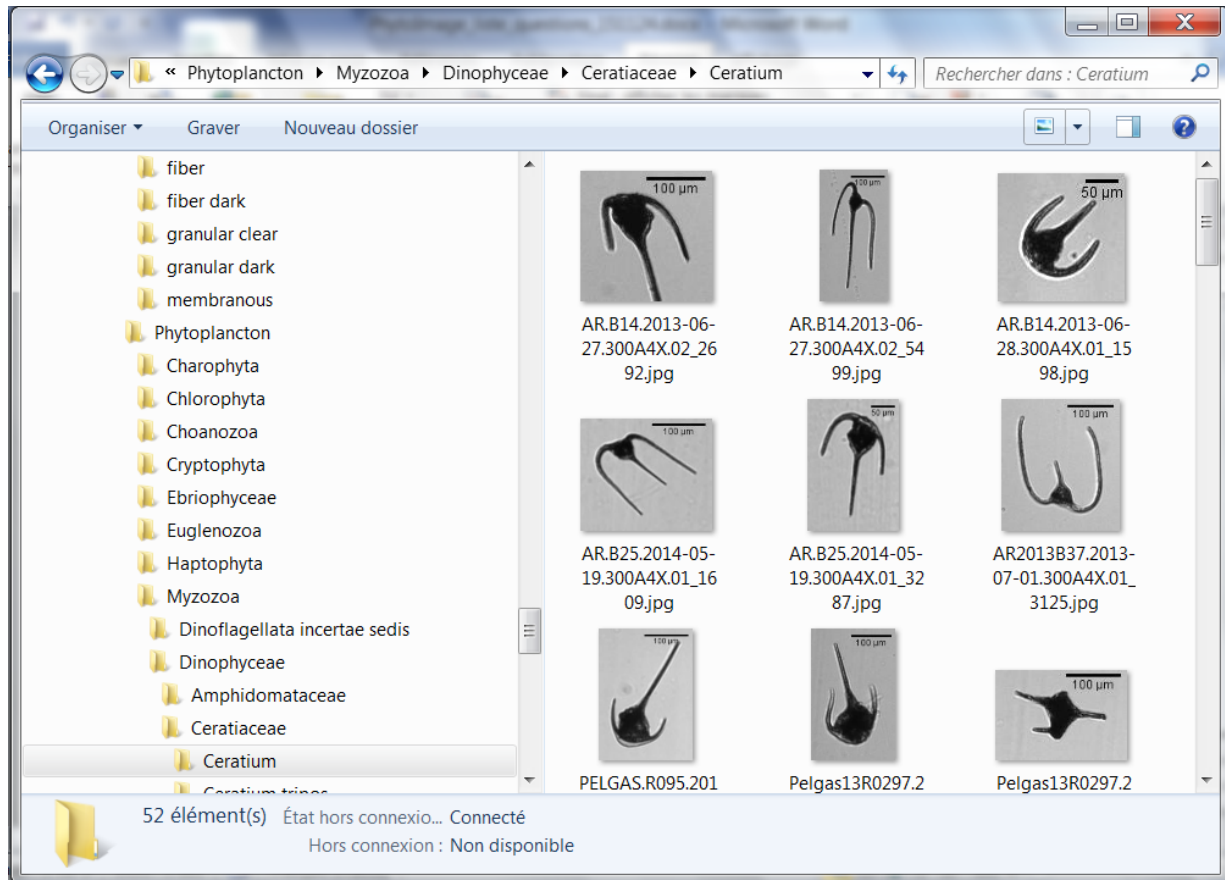 « Phytoplancton Myzozoa Dinophyceae Ceratiaceae Ceratium
Rechercher dans : Ceratium
Organiser Graver Nouveau dossier
fiber
fiber dark
granular clear
granular dark
membranous
Phytoplancton
Charophyta
Chlorophyta
Choanozoa
Cryptophyta
Ebriophyceae
Euglenozoa
Haptophyta
Myzozoa
Dinoflagellata incertae sedis
Dinophyceae
Amphidomataceae
Ceratiaceae
Ceratium
Ceratium tripos
100 µm
100 µm
50 µm
AR.B14.2013-06-
27.300A4X.02_26
92.jpg
AR.B14.2013-06-
27.300A4X.02_54
99.jpg
AR.B14.2013-06-
28.300A4X.01_15
98.jpg
100 µm
50 µm
100 µm
AR.B25.2014-05-
19.300A4X.01_16
09.jpg
AR.B25.2014-05-
19.300A4X.01_32
87.jpg
AR2013B37.2013-
07-01.300A4X.01_
3125.jpg
100 µm
100 µm
100 µm
PELGAS.R095.201
Pelgas13R0297.2
Pelgas13R0297.2
52 élément(s) État hors connexio... Connecté
Hors connexion : Non disponible